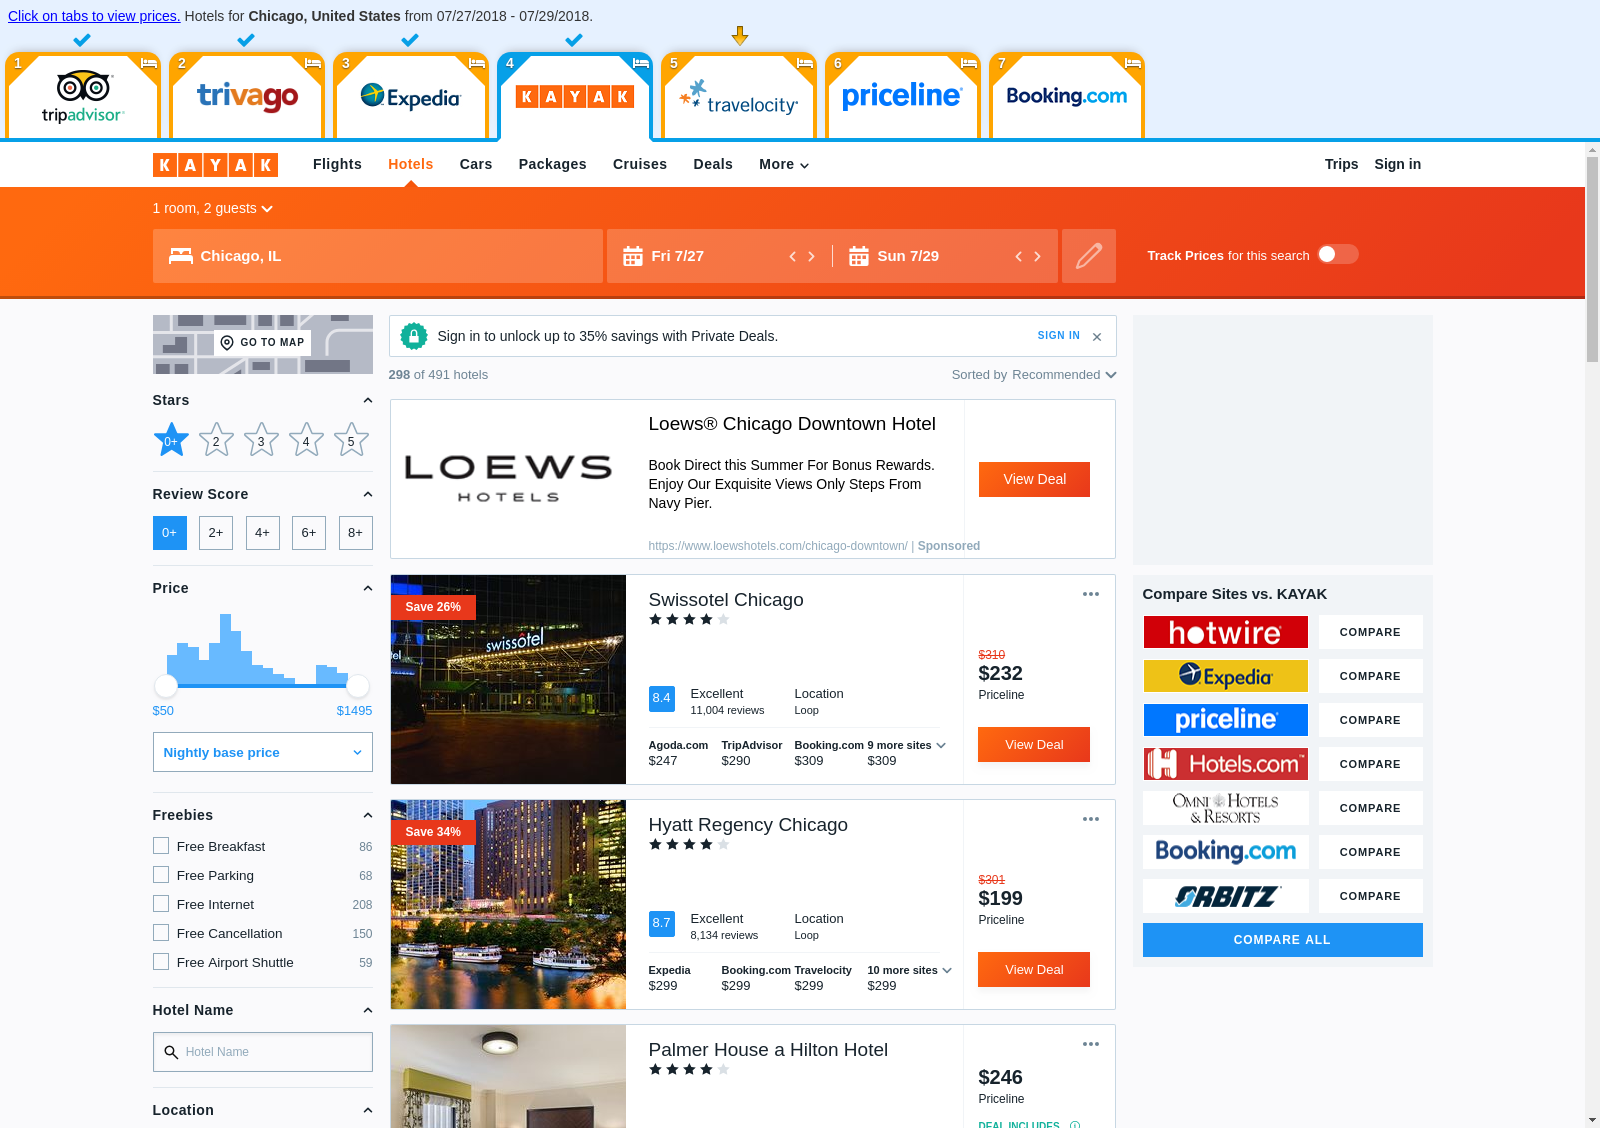 Click on tabs to view prices. Hotels for Chicago, United States from 07/27/2018 - 07/29/2018.
1 2 3 4 5 6 7
tripadvisor trivago Expedia KAYAK travelocity priceline Booking.com
KAYAK Flights Hotels Cars Packages Cruises Deals More Trips Sign in
1 room, 2 guests
Chicago, IL Fri 7/27 Sun 7/29 Track Prices for this search
GO TO MAP
Stars
0+ 2 3 4 5
Review Score
0+ 2+ 4+ 6+ 8+
Price
$50 $1495
Nightly base price
Freebies
Free Breakfast 86
Free Parking 68
Free Internet 208
Free Cancellation 150
Free Airport Shuttle 59
Hotel Name
Hotel Name
Location
Sign in to unlock up to 35% savings with Private Deals. SIGN IN
298 of 491 hotels Sorted by Recommended
LOEWS
HOTELS
Loews® Chicago Downtown Hotel
Book Direct this Summer For Bonus Rewards.
Enjoy Our Exquisite Views Only Steps From
Navy Pier.
https://www.loewshotels.com/chicago-downtown/ | Sponsored
View Deal
Save 26%
swissôtel
tel
Swissotel Chicago
8.4 Excellent Location
11,004 reviews Loop
Agoda.com TripAdvisor Booking.com 9 more sites
$247 $290 $309 $309
$310
$232
Priceline
View Deal
Save 34%
Hyatt Regency Chicago
8.7 Excellent Location
8,134 reviews Loop
Expedia Booking.com Travelocity 10 more sites
$299 $299 $299 $299
$301
$199
Priceline
View Deal
Palmer House a Hilton Hotel
$246
Priceline
DEAL INCLUDES
Compare Sites vs. KAYAK
hotwire COMPARE
Expedia COMPARE
priceline COMPARE
H Hotels.com COMPARE
OMNI HOTELS
& RESORTS COMPARE
Booking.com COMPARE
ORBITZ COMPARE
COMPARE ALL